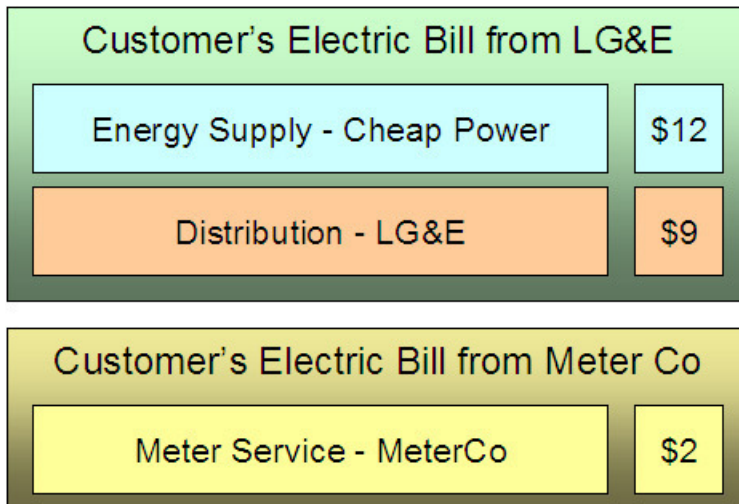 Customer's Electric Bill from LG&E
Energy Supply - Cheap Power $12
Distribution - LG&E $9
Customer's Electric Bill from Meter Co
Meter Service - MeterCo $2